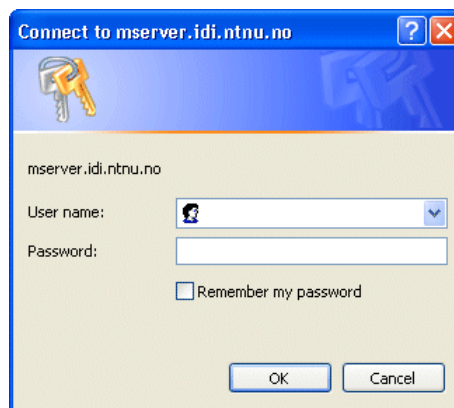 Connect to mserver.idi.ntnu.no
mserver.idi.ntnu.no
User name:
Password:
Remember my password
OK Cancel